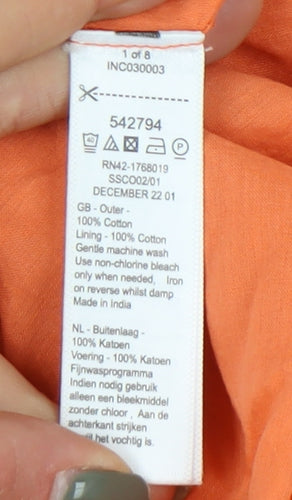 1 of 8
INC030003
542794
40
P
RN42-1768019
SSCO02/01
DECEMBER 22 01
GB - Outer -
100% Cotton
Lining - 100% Cotton
Gentle machine wash
Use non-chlorine bleach
only when needed, Iron
on reverse whilst damp
Made in India
NL - Buitenlaag -
100% Katoen
Voering - 100% Katoen
Fijnwasprogramma
Indien nodig gebruik
alleen een bleekmiddel
zonder chloor , Aan de
achterkant strijken
het vochtig is.